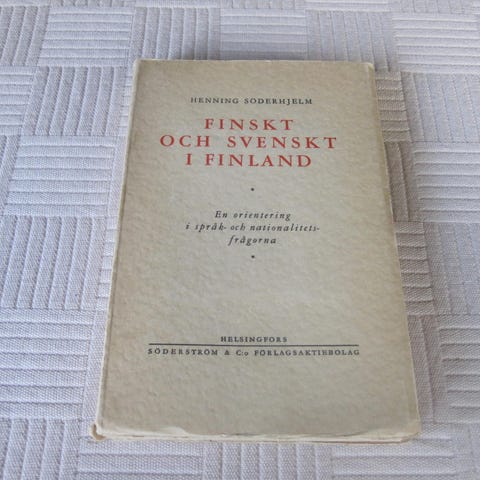 HENNING SÖDERHJELM
FINSKT
OCH SVENSKT
I FINLAND
En orientering
i språk- och nationalitets-
frågorna
HELSINGFORS
SÖDERSTRÖM & C:o FÖRLAGSAKTIEBOLAG